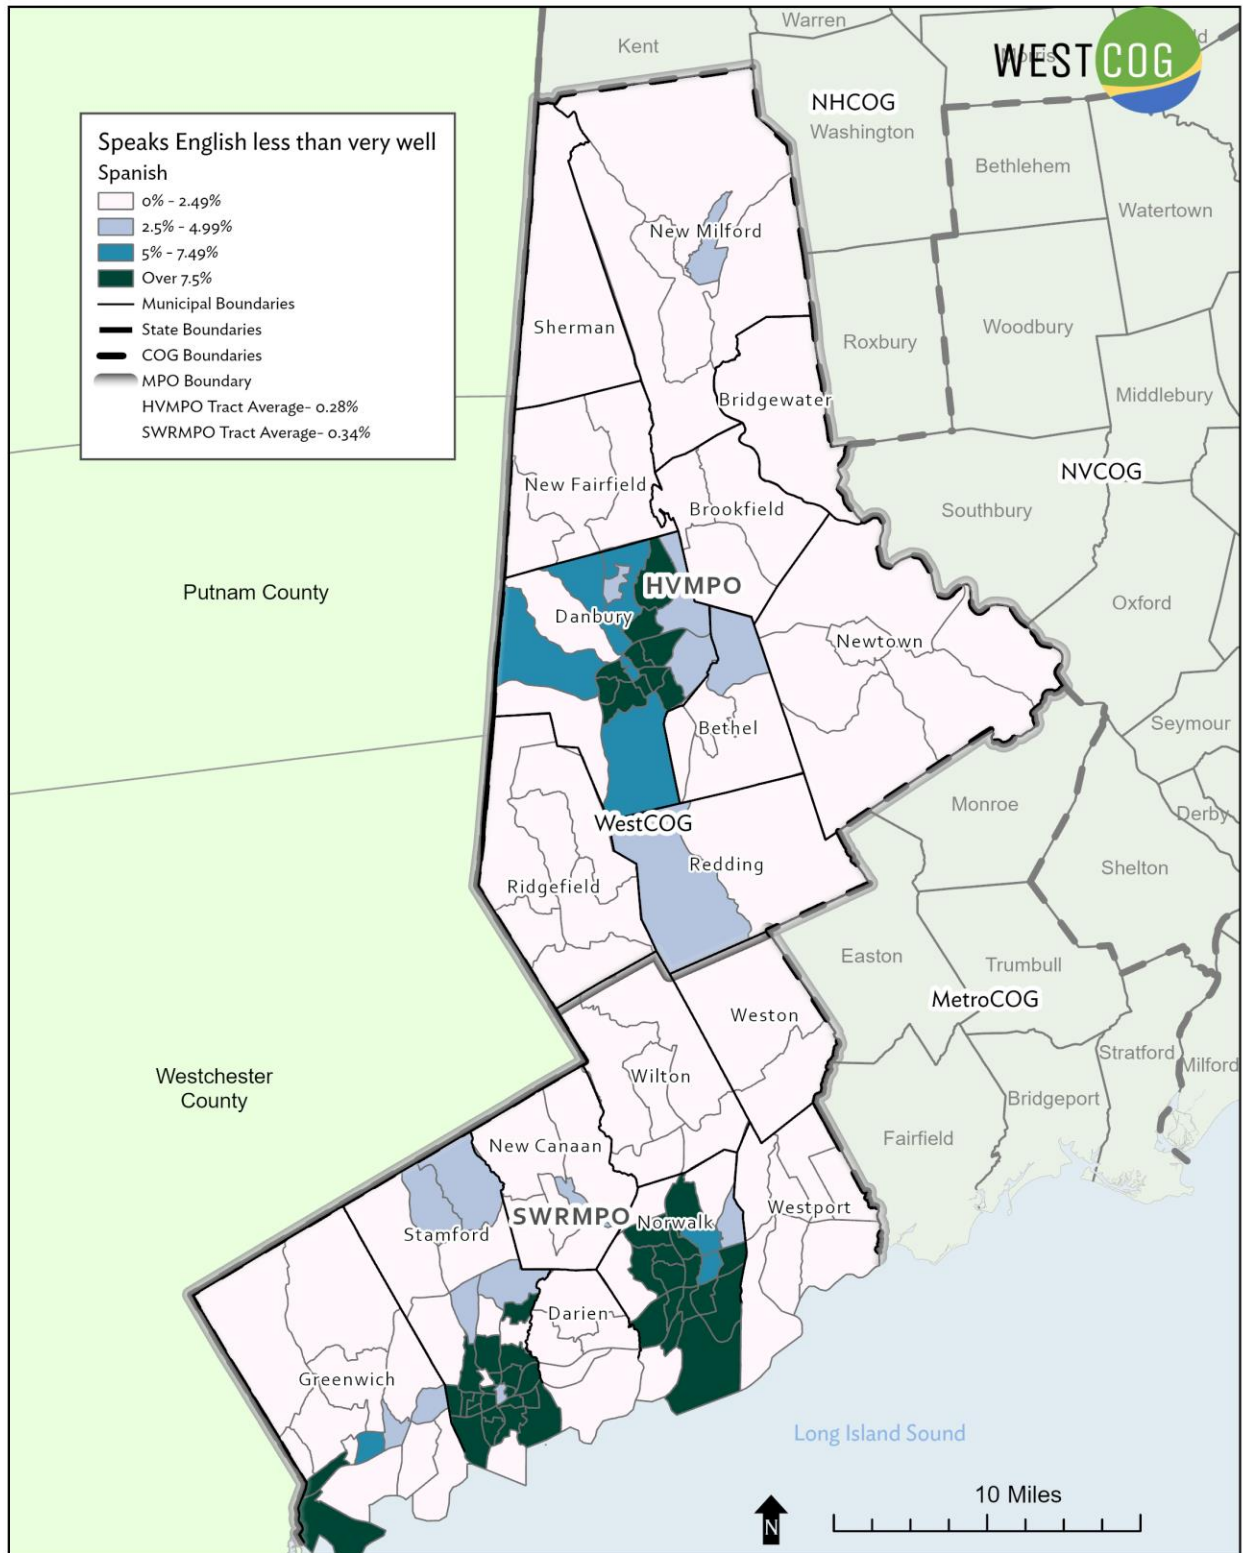 Warren
Kent
WESTCOG
Morris
NHCOG
Washington
Bethlehem
Watertown
Speaks English less than very well
Spanish
0% - 2.49%
2.5% - 4.99%
5% - 7.49%
Over 7.5%
Municipal Boundaries
State Boundaries
COG Boundaries
MPO Boundary
HVMPO Tract Average- 0.28%
SWRMPO Tract Average- 0.34%
New Milford
Sherman
Roxbury
Woodbury
Bridgewater
Middlebury
NVCOG
New Fairfield
Brookfield
Southbury
Putnam County
HVMPO
Danbury
Oxford
Newtown
Bethel
Seymour
Monroe
Derby
WestCOG
Redding
Shelton
Ridgefield
Easton
Trumbull
MetroCOG
Weston
Westchester
County
Wilton
Stratford
Milford
Bridgeport
New Canaan
Fairfield
SWRMPO
Norwalk
Westport
Stamford
Darien
Greenwich
Long Island Sound
10 Miles
N